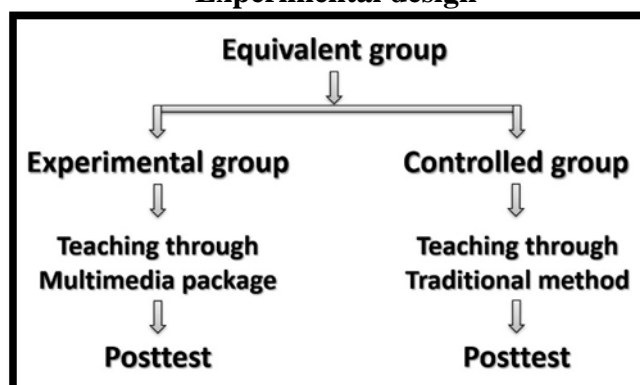 Experimental design
Equivalent group
Experimental group
Controlled group
Teaching through
Multimedia package
Teaching through
Traditional method
Posttest
Posttest